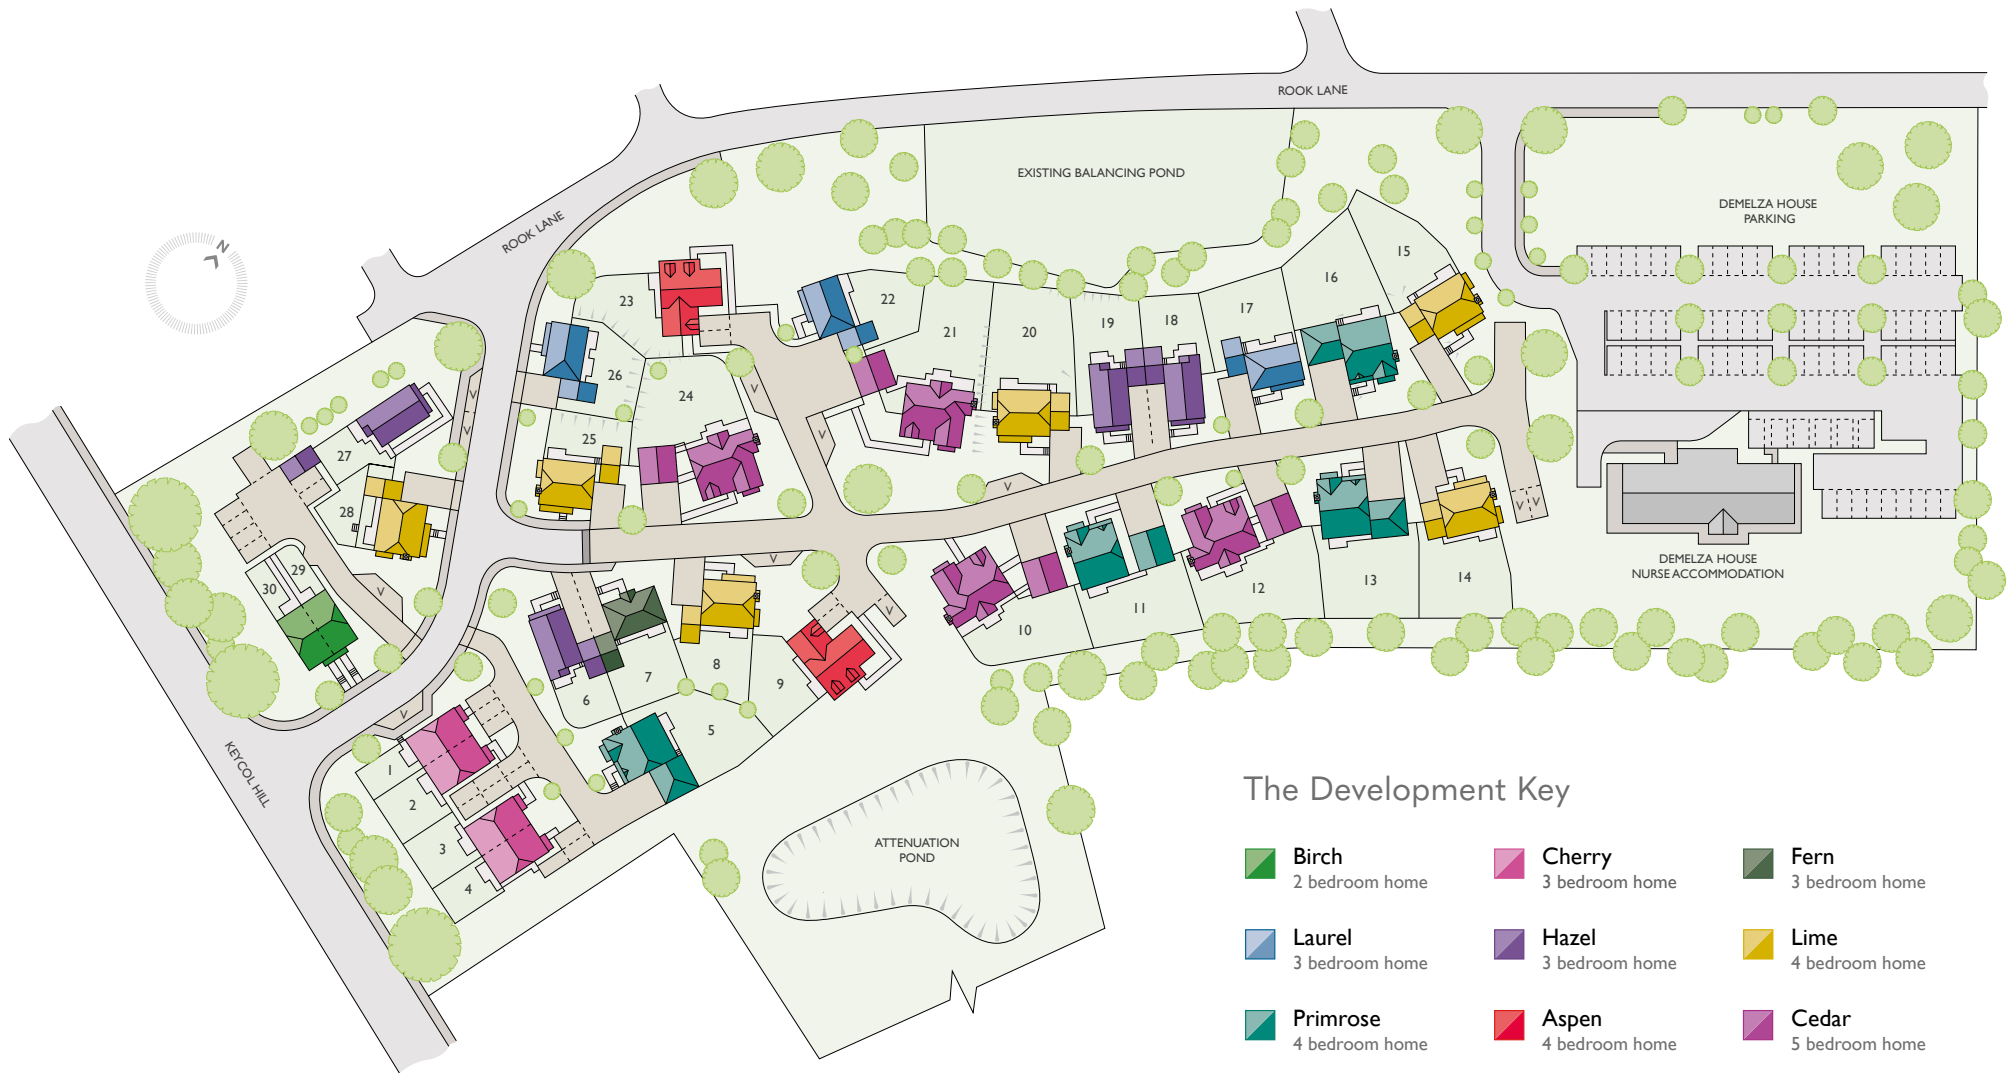 ROOK LANE
EXISTING BALANCING POND
DEMELZA HOUSE
PARKING
ROOK LANE
N
15
16
17
18
19
20
21
22
23
24
25
26
27
28
29
30
V
V
V
V
V
V
V
V
V
V
DEMELZA HOUSE
NURSE ACCOMMODATION
14
13
12
11
10
9
8
7
6
5
1
2
3
4
KEYCOL HILL
ATTENUATION
POND
The Development Key
Birch
2 bedroom home
Cherry
3 bedroom home
Fern
3 bedroom home
Laurel
3 bedroom home
Hazel
3 bedroom home
Lime
4 bedroom home
Primrose
4 bedroom home
Aspen
4 bedroom home
Cedar
5 bedroom home